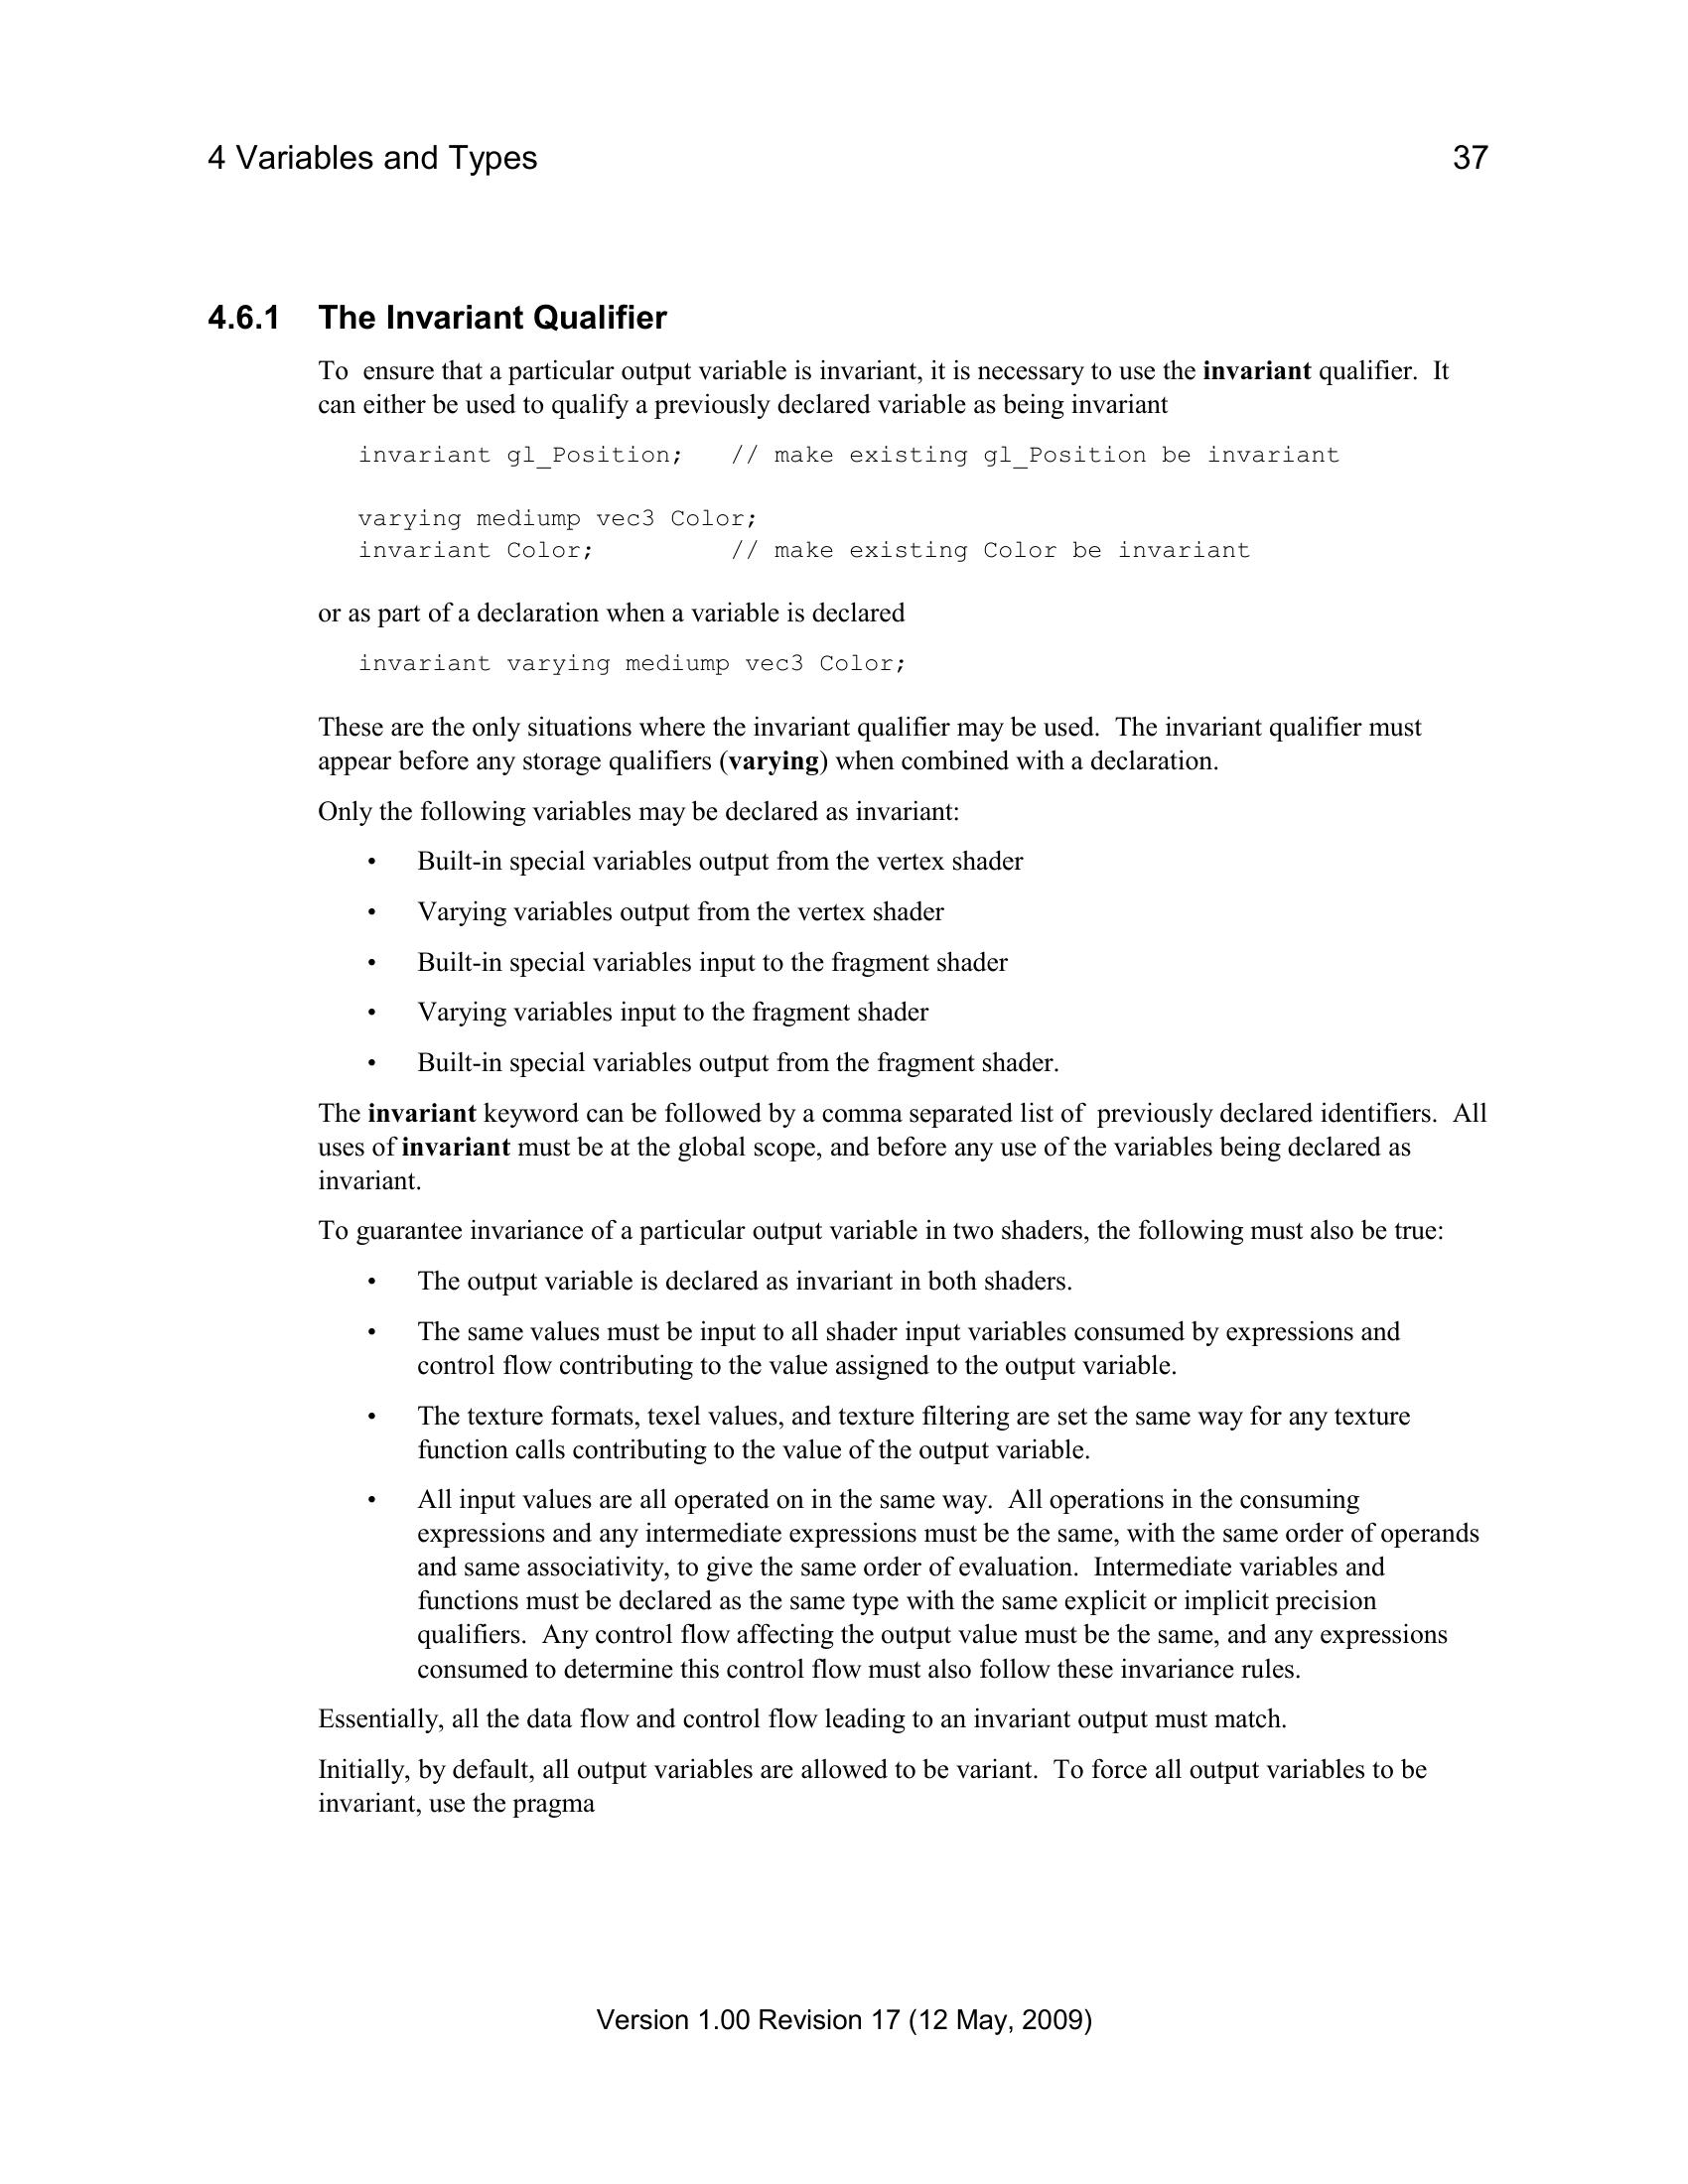 4 Variables and Types 37
4.6.1 The Invariant Qualifier
To  ensure that a particular output variable is invariant, it is necessary to use the invariant qualifier.  It
can either be used to qualify a previously declared variable as being invariant
invariant gl_Position;   // make existing gl_Position be invariant
varying mediump vec3 Color;
invariant Color;         // make existing Color be invariant
or as part of a declaration when a variable is declared
invariant varying mediump vec3 Color;
These are the only situations where the invariant qualifier may be used.  The invariant qualifier must
appear before any storage qualifiers (varying) when combined with a declaration.
Only the following variables may be declared as invariant:
• Built-in special variables output from the vertex shader
• Varying variables output from the vertex shader
• Built-in special variables input to the fragment shader
• Varying variables input to the fragment shader
• Built-in special variables output from the fragment shader.
The invariant keyword can be followed by a comma separated list of  previously declared identifiers.  All
uses of invariant must be at the global scope, and before any use of the variables being declared as
invariant.
To guarantee invariance of a particular output variable in two shaders, the following must also be true:
• The output variable is declared as invariant in both shaders.
• The same values must be input to all shader input variables consumed by expressions and
control flow contributing to the value assigned to the output variable.
• The texture formats, texel values, and texture filtering are set the same way for any texture
function calls contributing to the value of the output variable.
• All input values are all operated on in the same way.  All operations in the consuming
expressions and any intermediate expressions must be the same, with the same order of operands
and same associativity, to give the same order of evaluation.  Intermediate variables and
functions must be declared as the same type with the same explicit or implicit precision
qualifiers.  Any control flow affecting the output value must be the same, and any expressions
consumed to determine this control flow must also follow these invariance rules.
Essentially, all the data flow and control flow leading to an invariant output must match.
Initially, by default, all output variables are allowed to be variant.  To force all output variables to be
invariant, use the pragma
Version 1.00 Revision 17 (12 May, 2009)